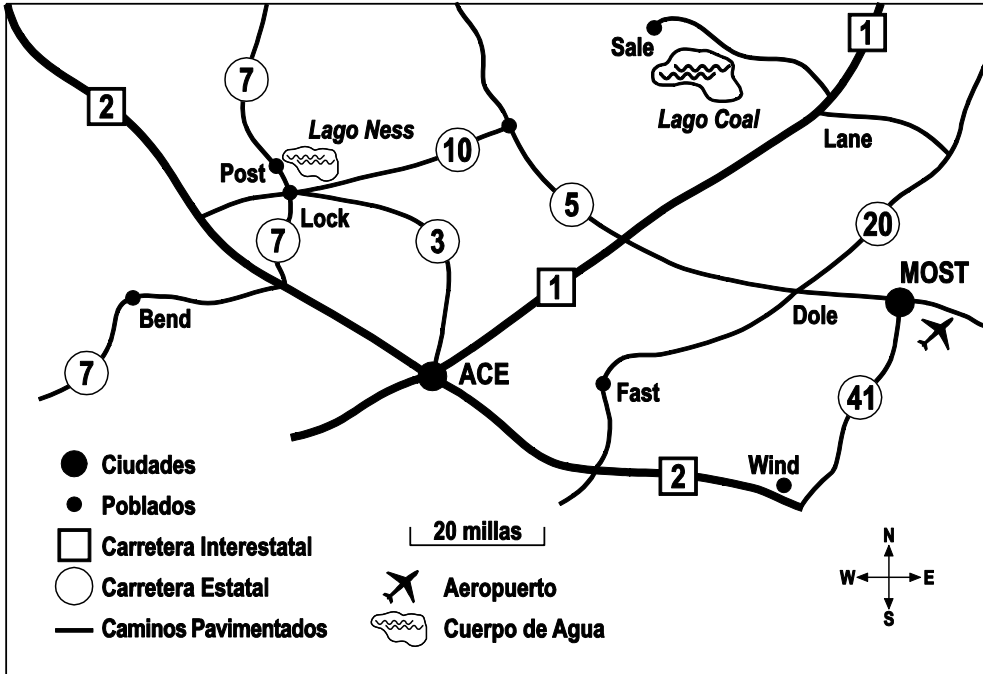 1
Sale
7
2
Lago Coal
Lago Ness
Lane
10
Post
5
Lock
20
7
3
MOST
1
Bend
Dole
7
ACE
Fast
41
Wind
2
Ciudades
Poblados
20 millas
Carretera Interestatal
N
W E
S
Carretera Estatal
Aeropuerto
Caminos Pavimentados
Cuerpo de Agua